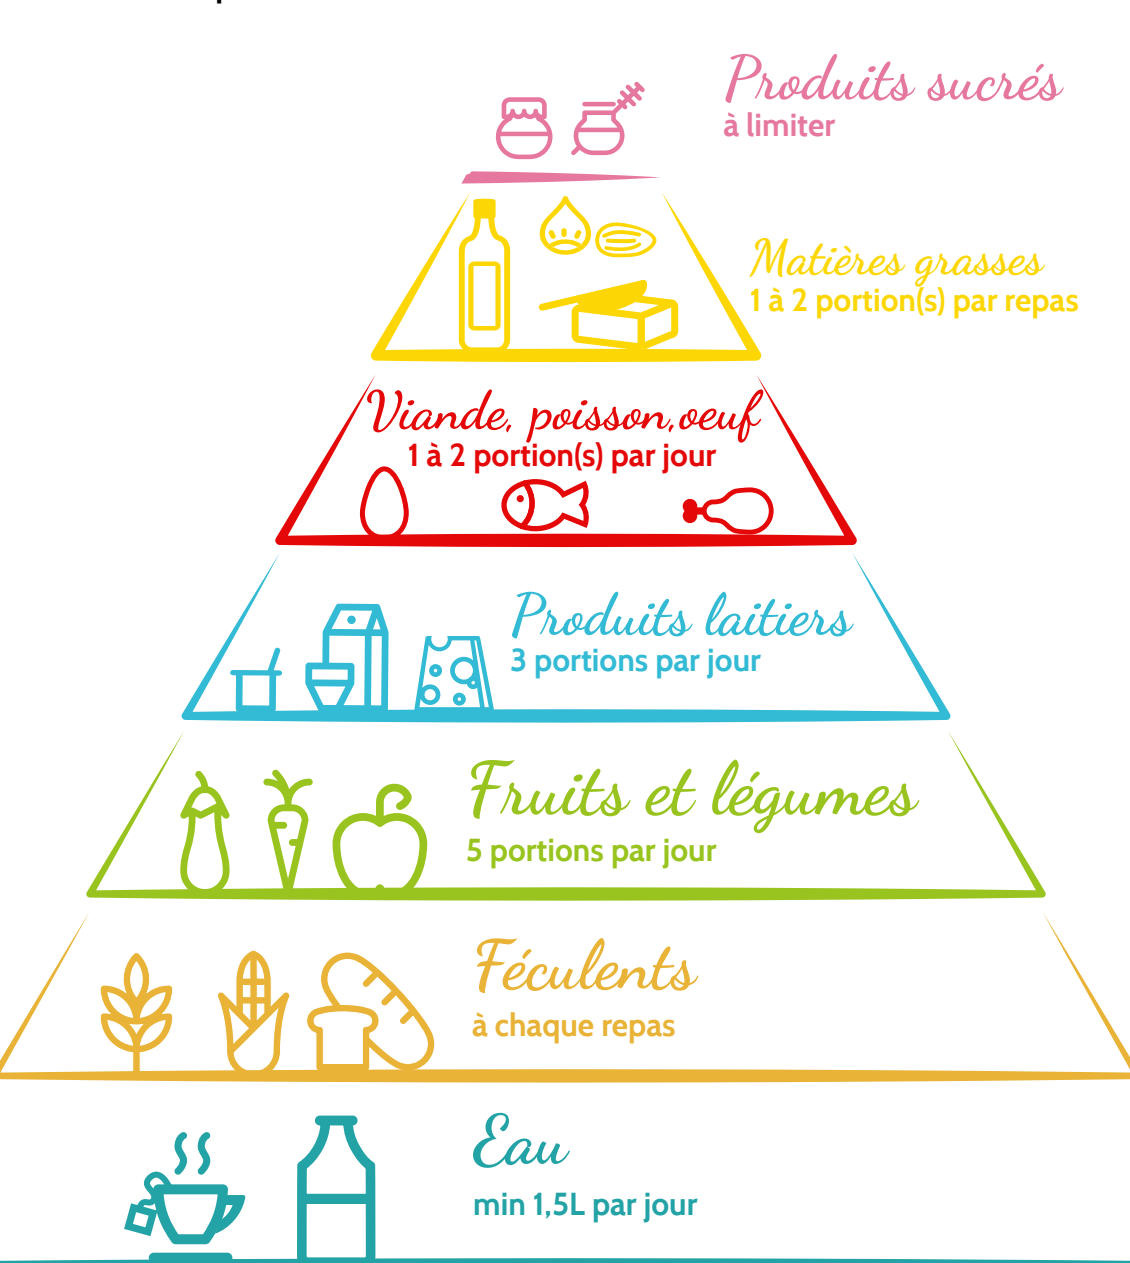 Produits sucrés
à limiter
Matières grasses
1 à 2 portion(s) par repas
Viande, poisson,oeuf
1 à 2 portion(s) par jour
Produits laitiers
3 portions par jour
Fruits et légumes
5 portions par jour
Féculents
à chaque repas
Eau
min 1,5L par jour